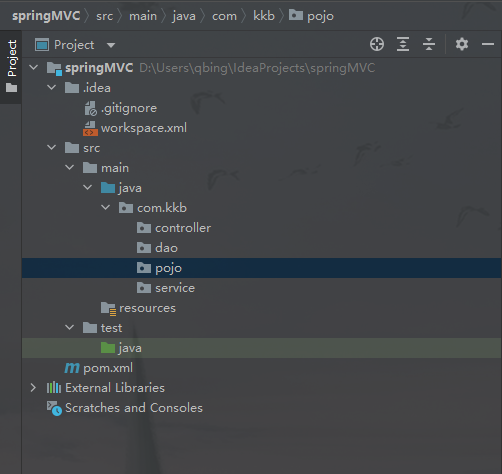 springMVC > src > main > java > com > kkb > pojo
Project
Project
springMVC D:\Users\qbing\IdeaProjects\springMVC
.idea
.gitignore
workspace.xml
src
main
java
com.kkb
controller
dao
pojo
service
resources
test
java
m pom.xml
External Libraries
Scratches and Consoles